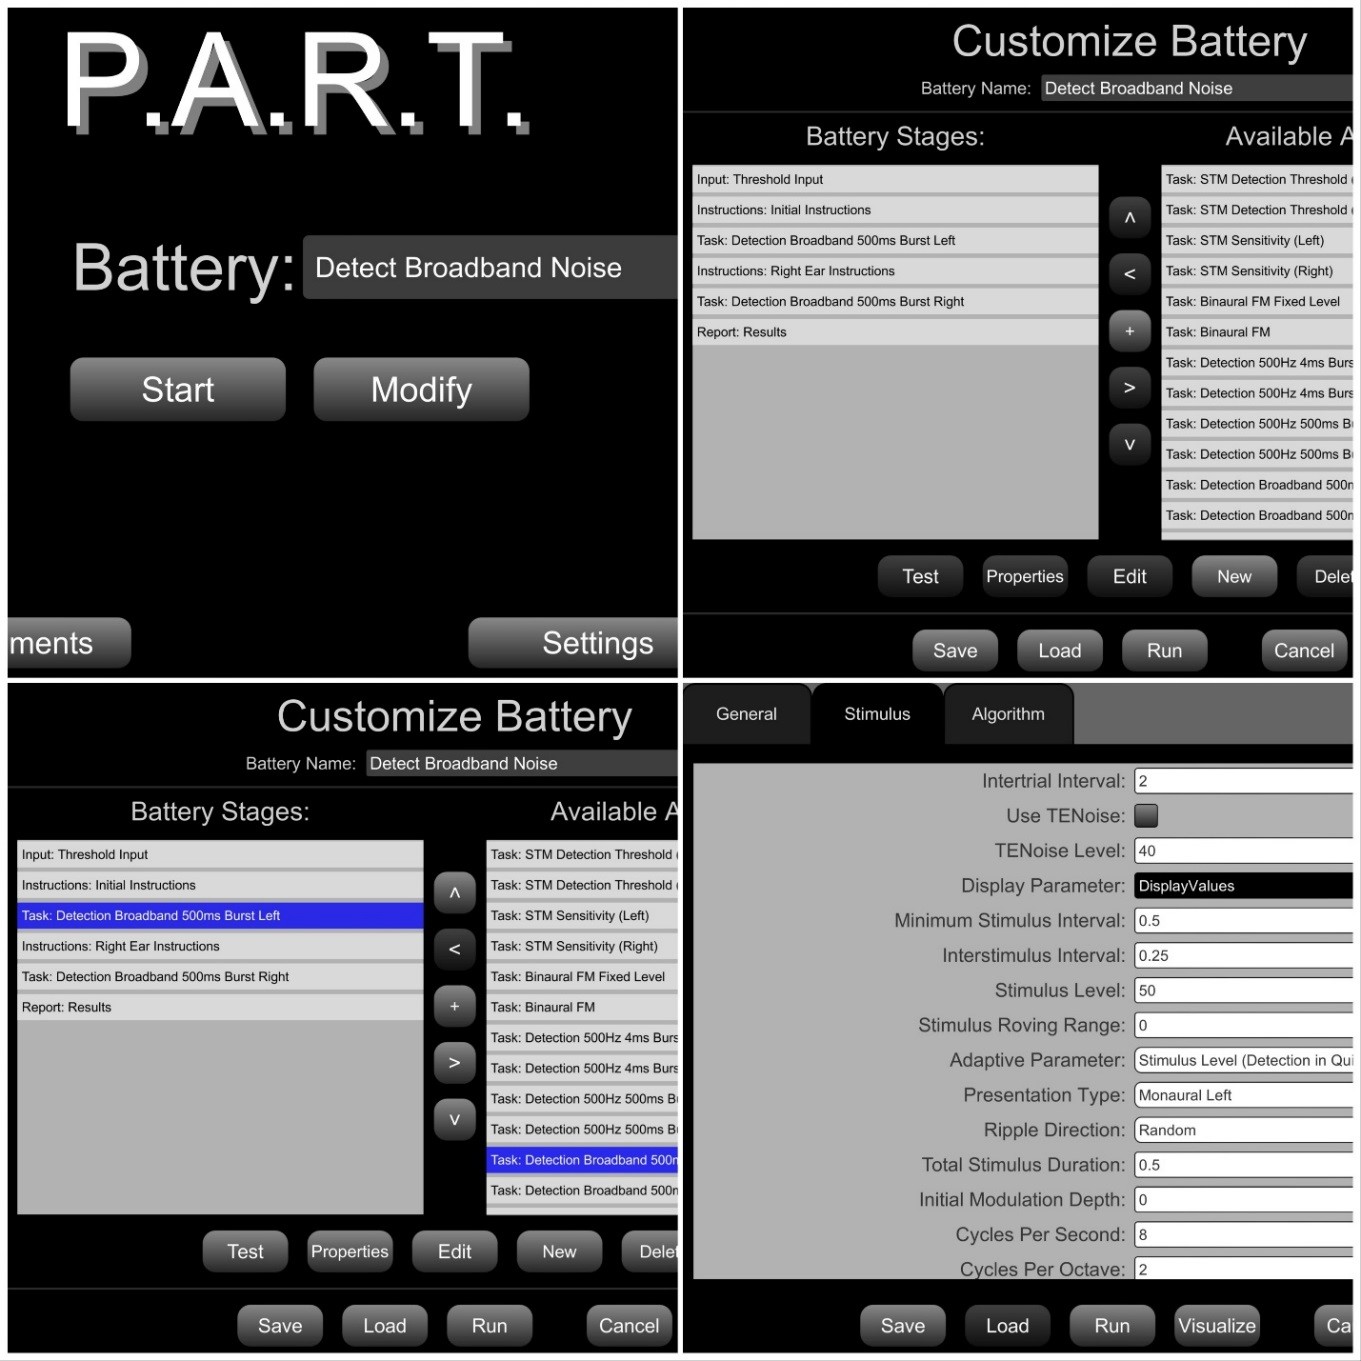 P.A.R.T.
Battery: Detect Broadband Noise
Start Modify
ments Settings
Customize Battery
Battery Name: Detect Broadband Noise
Battery Stages: Available A
Input: Threshold Input
Instructions: Initial Instructions
Task: Detection Broadband 500ms Burst Left
Instructions: Right Ear Instructions
Task: Detection Broadband 500ms Burst Right
Report: Results
^
<
+
>
v
Task: STM Detection Threshold (
Task: STM Detection Threshold (
Task: STM Sensitivity (Left)
Task: STM Sensitivity (Right)
Task: Binaural FM Fixed Level
Task: Binaural FM
Task: Detection 500Hz 4ms Burs
Task: Detection 500Hz 4ms Burs
Task: Detection 500Hz 500ms B
Task: Detection 500Hz 500ms B
Task: Detection Broadband 500m
Task: Detection Broadband 500m
Test Properties Edit New Delet
Save Load Run Cancel
Customize Battery
Battery Name: Detect Broadband Noise
Battery Stages: Available A
Input: Threshold Input
Instructions: Initial Instructions
Task: Detection Broadband 500ms Burst Left
Instructions: Right Ear Instructions
Task: Detection Broadband 500ms Burst Right
Report: Results
^
<
+
>
v
Task: STM Detection Threshold (
Task: STM Detection Threshold (
Task: STM Sensitivity (Left)
Task: STM Sensitivity (Right)
Task: Binaural FM Fixed Level
Task: Binaural FM
Task: Detection 500Hz 4ms Burs
Task: Detection 500Hz 4ms Burs
Task: Detection 500Hz 500ms B
Task: Detection 500Hz 500ms B
Task: Detection Broadband 500m
Task: Detection Broadband 500m
Test Properties Edit New Delet
Save Load Run Cancel
General Stimulus Algorithm
Intertrial Interval: 2
Use TENoise:
TENoise Level: 40
Display Parameter: DisplayValues
Minimum Stimulus Interval: 0.5
Interstimulus Interval: 0.25
Stimulus Level: 50
Stimulus Roving Range: 0
Adaptive Parameter: Stimulus Level (Detection in Qui
Presentation Type: Monaural Left
Ripple Direction: Random
Total Stimulus Duration: 0.5
Initial Modulation Depth: 0
Cycles Per Second: 8
Cycles Per Octave: 2
Save Load Run Visualize Ca